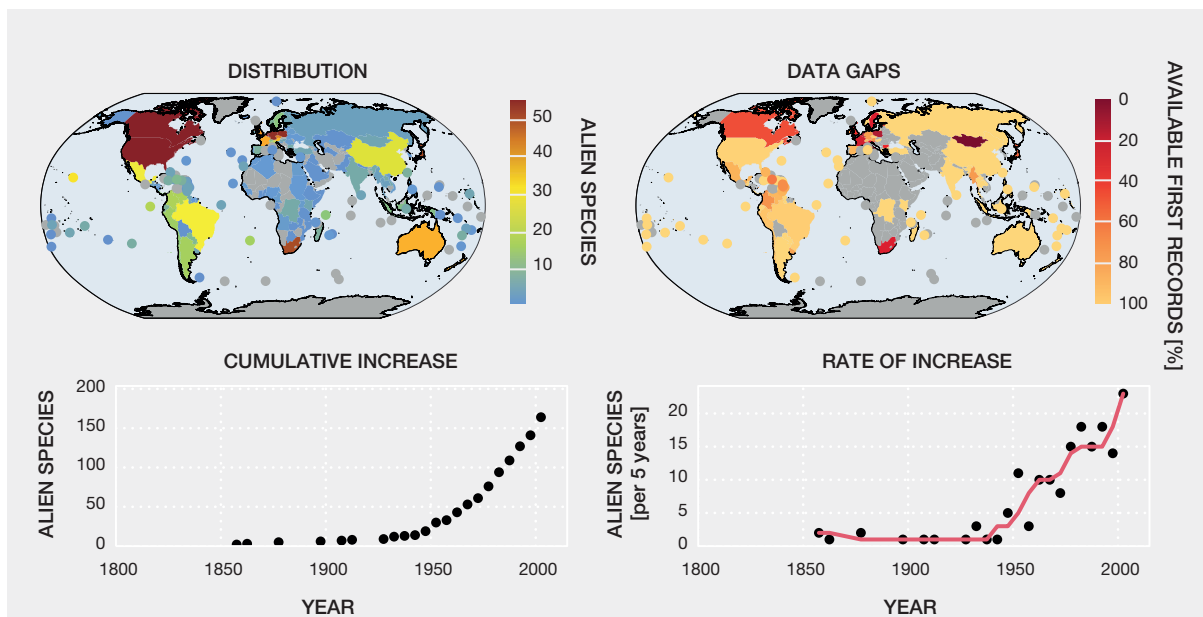 DISTRIBUTION
50
40
30
20
10
ALIEN SPECIES
DATA GAPS
0
20
40
60
80
100
AVAILABLE FIRST RECORDS [%]
CUMULATIVE INCREASE
ALIEN SPECIES
200
150
100
50
0
1800
1850
1900
1950
2000
YEAR
RATE OF INCREASE
ALIEN SPECIES
[per 5 years]
20
15
10
5
0
1800
1850
1900
1950
2000
YEAR